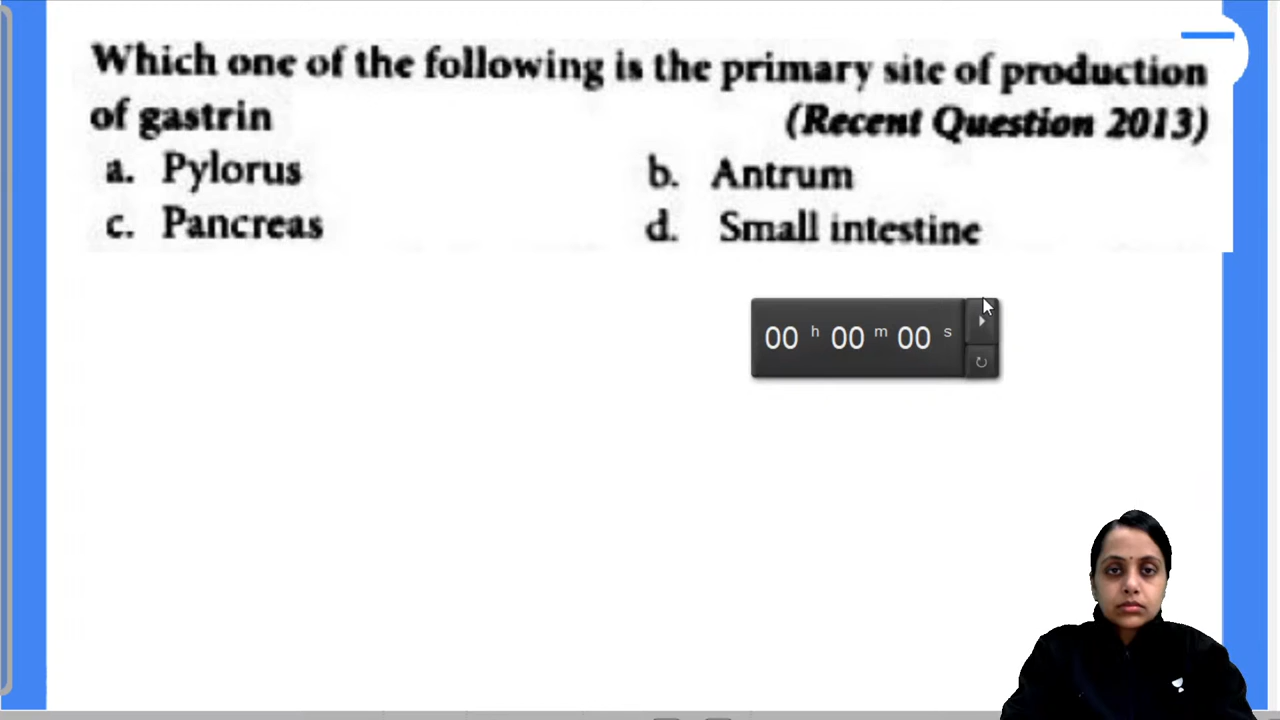 Which one of the following is the primary site of production
of gastrin (Recent Question 2013)
a. Pylorus b. Antrum
c. Pancreas d. Small intestine
00 h 00 m 00 s